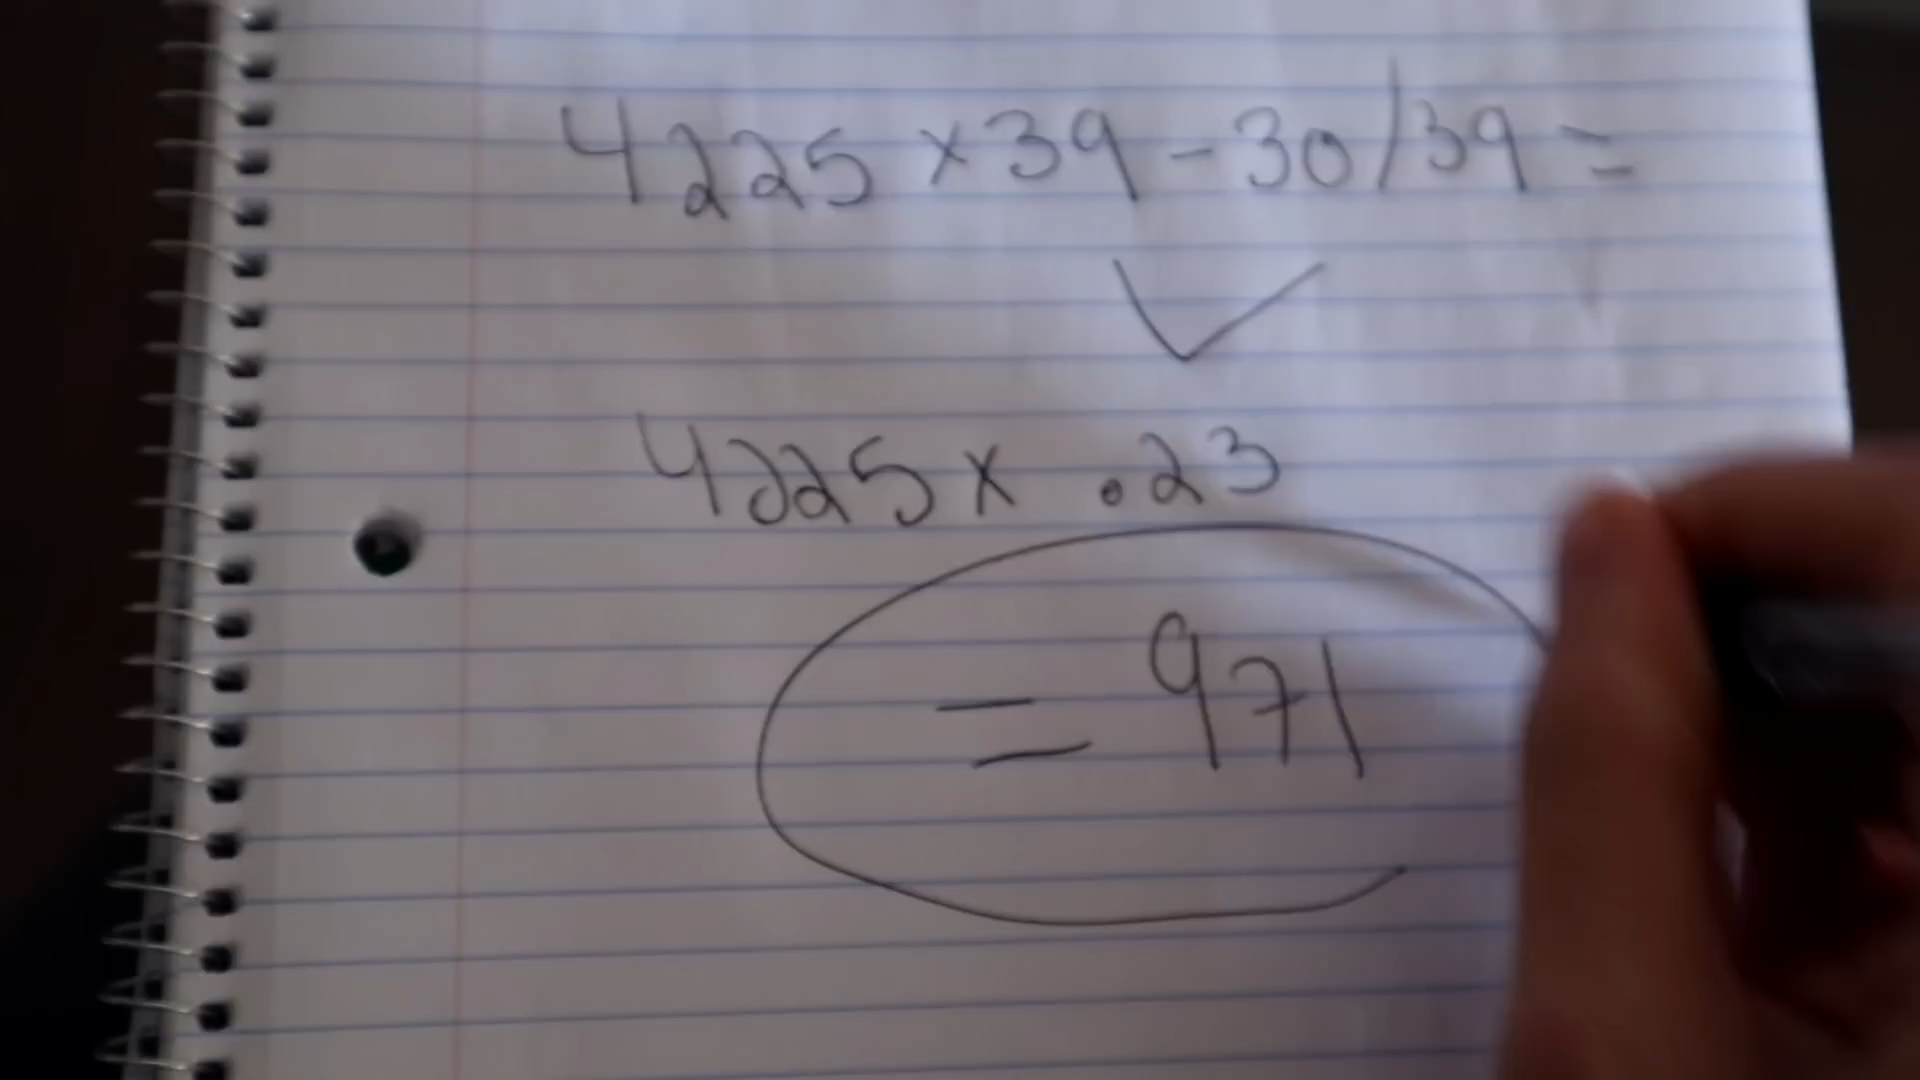 4225 x 39 - 30/39 =
4225 x .23
= 971